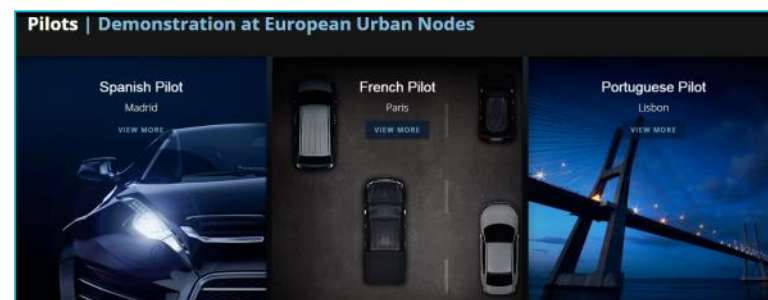 Pilots | Demonstration at European Urban Nodes
Spanish Pilot
Madrid
VIEW MORE
French Pilot
Paris
VIEW MORE
Portuguese Pilot
Lisbon
VIEW MORE